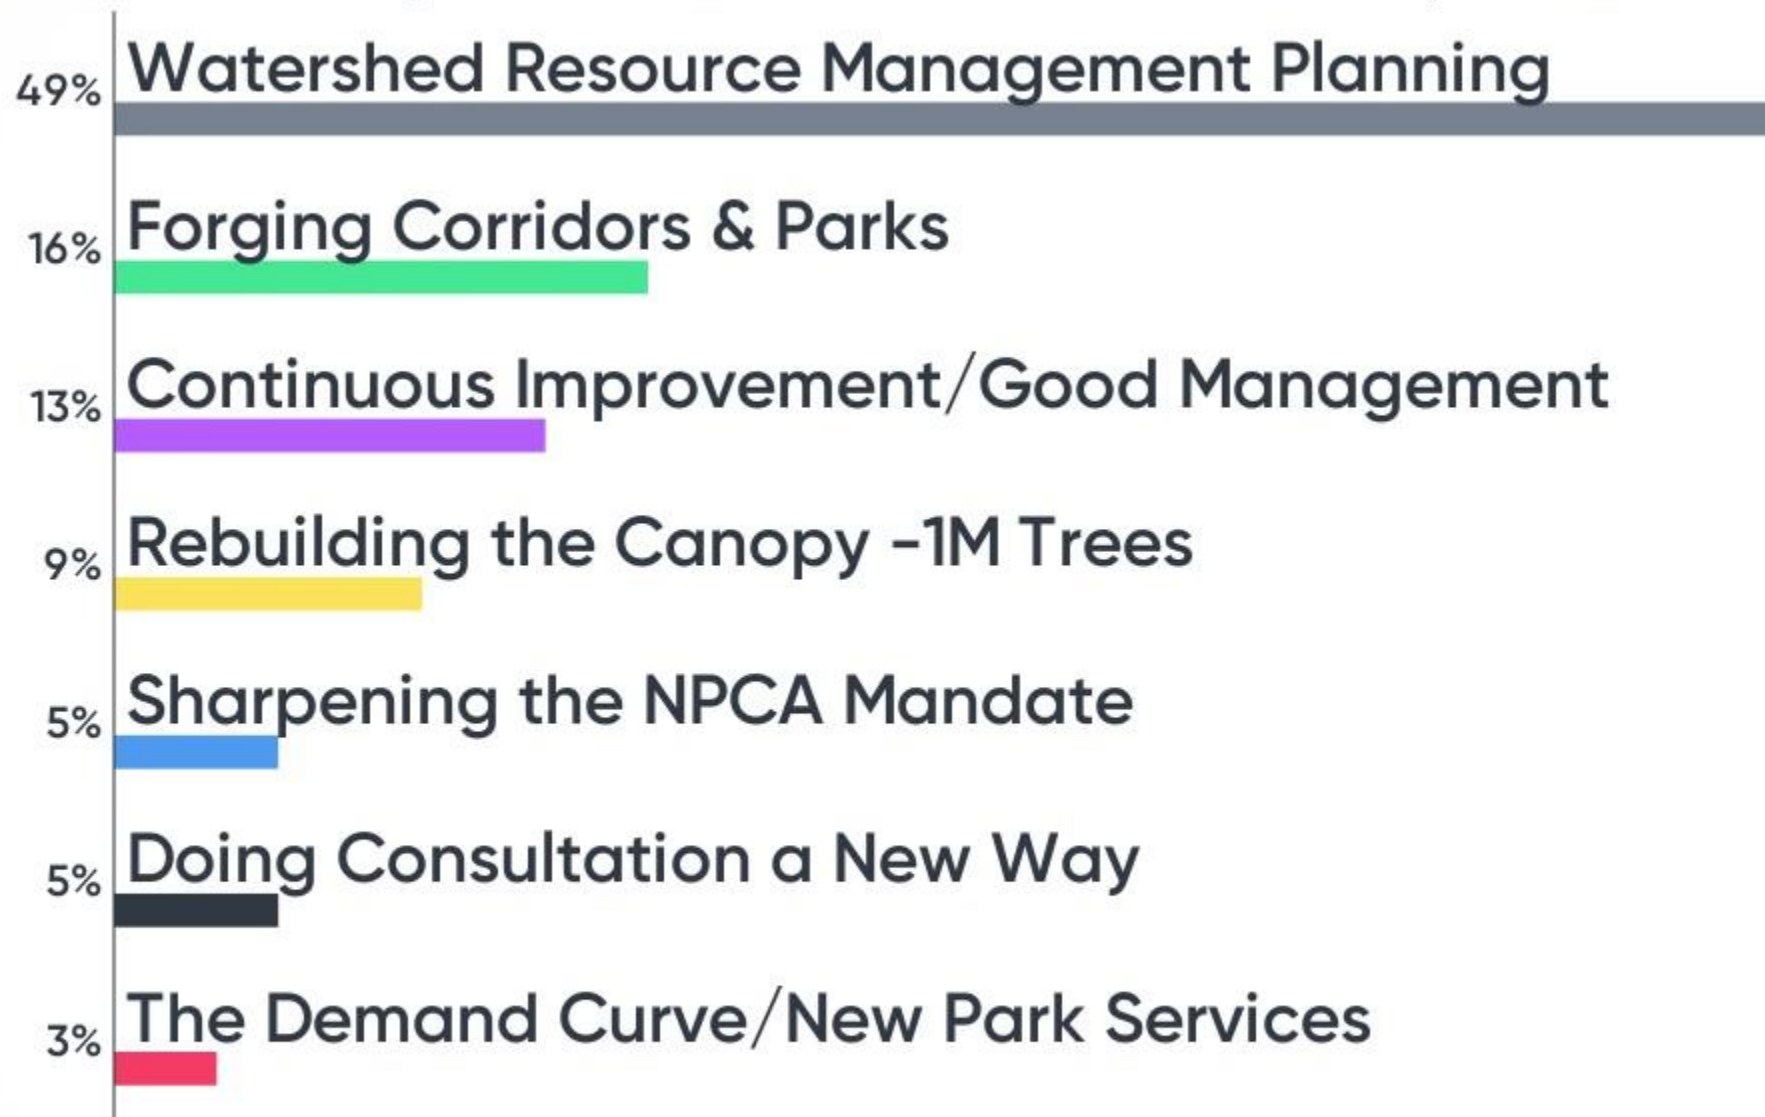 49% Watershed Resource Management Planning
16% Forging Corridors & Parks
13% Continuous Improvement/Good Management
9% Rebuilding the Canopy -1M Trees
5% Sharpening the NPCA Mandate
5% Doing Consultation a New Way
3% The Demand Curve/New Park Services